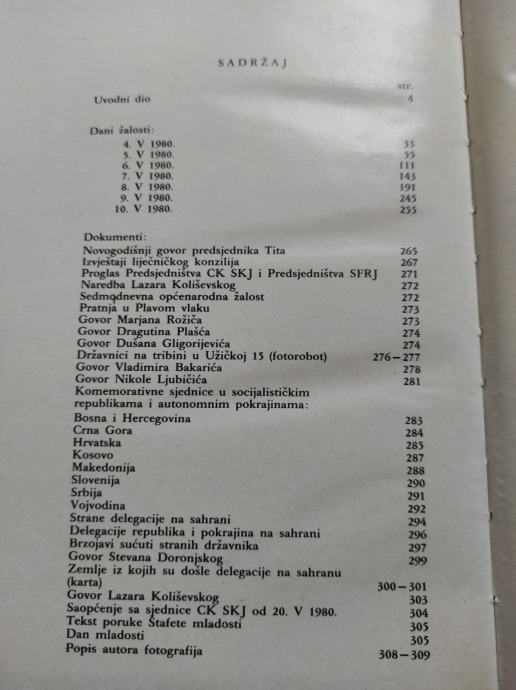 SADRŽAJ
str.
Uvodni dio 4
Dani žalosti:
4. V 1980. 33
5. V 1980. 55
6. V 1980. 111
7. V 1980. 143
8. V 1980. 191
9. V 1980. 245
10. V 1980. 255
Dokumenti:
Novogodišnji govor predsjednika Tita 265
Izvještaji liječničkog konzilija 267
Proglas Predsjedništva CK SKJ i Predsjedništva SFRJ 271
Naredba Lazara Koliševskog 272
Sedmodnevna općenarodna žalost 272
Pratnja u Plavom vlaku 273
Govor Marjana Rožiča 273
Govor Dragutina Plašća 274
Govor Dušana Gligorijevića 274
Državnici na tribini u Užičkoj 15 (fotorobot) 276–277
Govor Vladimira Bakarića 278
Govor Nikole Ljubičića 281
Komemorativne sjednice u socijalističkim
republikama i autonomnim pokrajinama:
Bosna i Hercegovina 283
Crna Gora 284
Hrvatska 285
Kosovo 287
Makedonija 288
Slovenija 290
Srbija 291
Vojvodina 292
Strane delegacije na sahrani 294
Delegacije republika i pokrajina na sahrani 296
Brzojavi sućuti stranih državnika 297
Govor Stevana Doronjskog 299
Zemlje iz kojih su došle delegacije na sahranu
(karta) 300–301
Govor Lazara Koliševskog 303
Saopćenje sa sjednice CK SKJ od 20. V 1980. 304
Tekst poruke Štafete mladosti 305
Dan mladosti 305
Popis autora fotografija 308–309